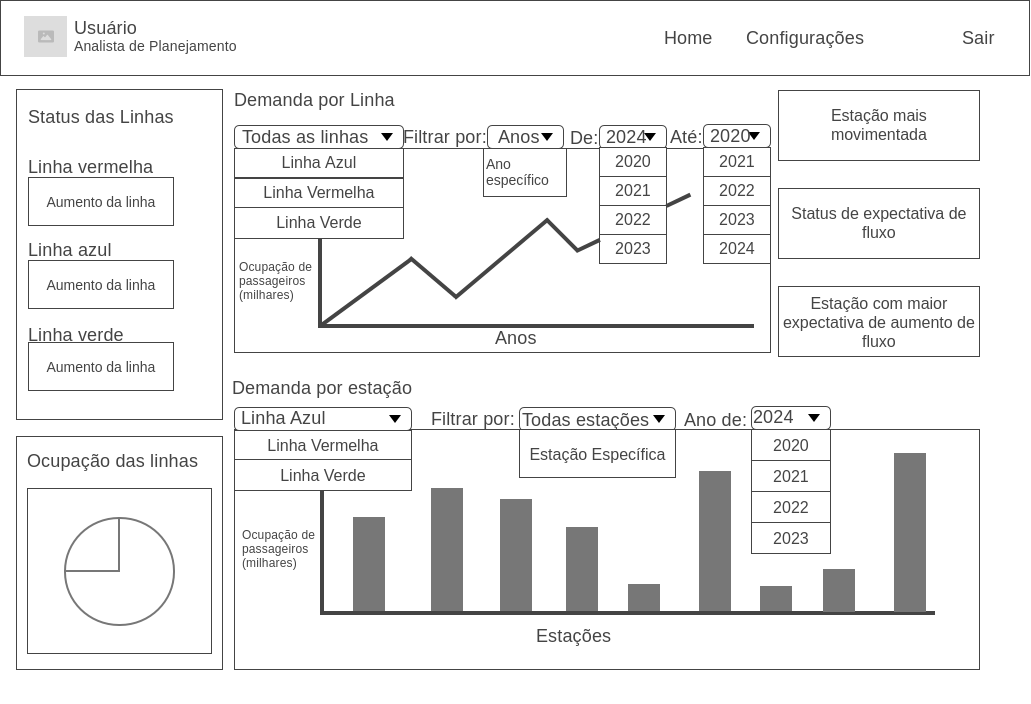 Usuário
Analista de Planejamento
Home
Configurações
Sair
Status das Linhas
Linha vermelha
Aumento da linha
Linha azul
Aumento da linha
Linha verde
Aumento da linha
Ocupação das linhas
Demanda por Linha
Todas as linhas
Filtrar por:
Anos
De:
2024
Até:
2020
Linha Azul
Linha Vermelha
Linha Verde
Ano
específico
2020
2021
2022
2023
2021
2022
2023
2024
Ocupação de
passageiros
(milhares)
Anos
Demanda por estação
Linha Azul
Filtrar por:
Todas estações
Ano de:
2024
Linha Vermelha
Linha Verde
Estação Específica
2020
2021
2022
2023
Ocupação de
passageiros
(milhares)
Estações
Estação mais
movimentada
Status de expectativa de
fluxo
Estação com maior
expectativa de aumento de
fluxo